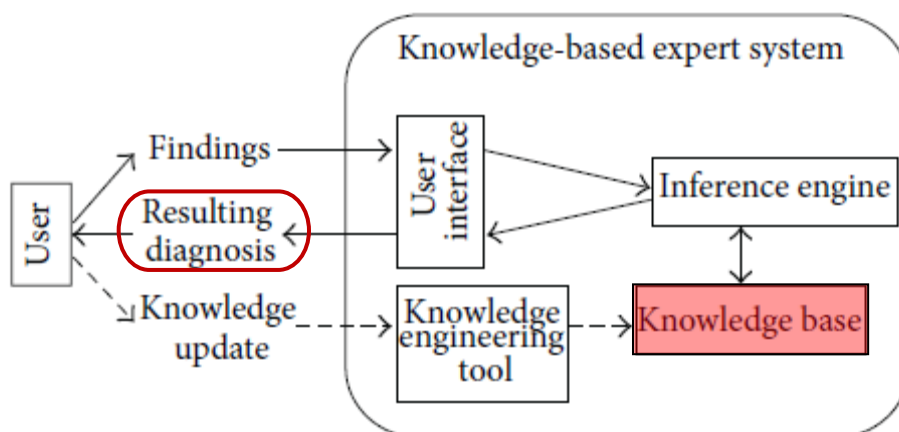 Knowledge-based expert system
Findings
User
interface
Inference engine
User
Resulting
diagnosis
Knowledge
update
Knowledge
engineering
tool
Knowledge base